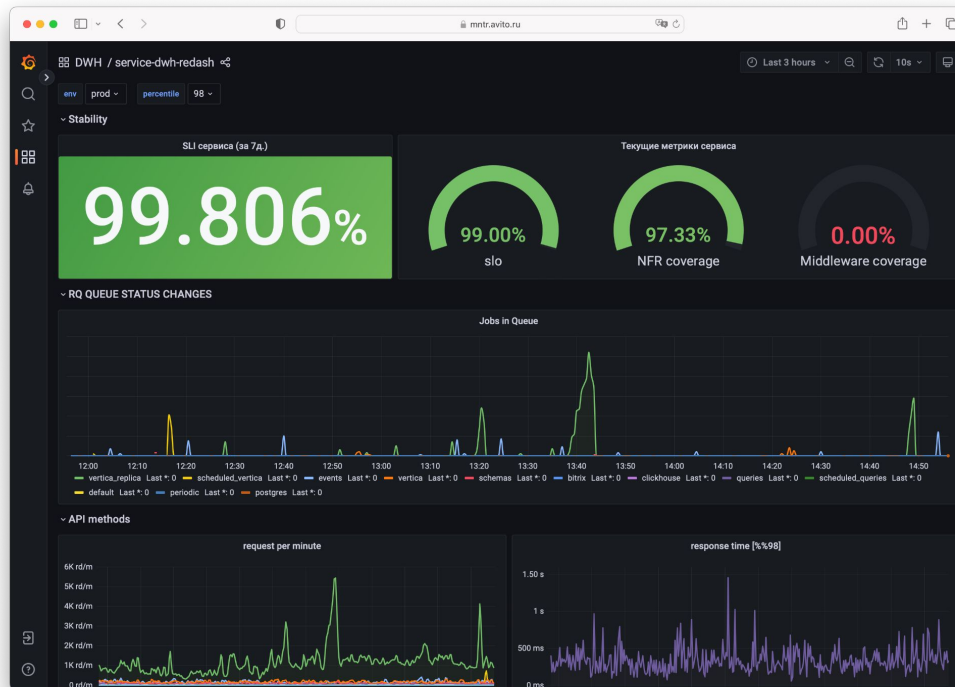 mntr.avito.ru
DWH / service-dwh-redash
Last 3 hours
10s
env prod percentile 98
Stability
SLI сервиса (за 7д.)
99.806%
Текущие метрики сервиса
99.00%
slo
97.33%
NFR coverage
0.00%
Middleware coverage
RQ QUEUE STATUS CHANGES
Jobs in Queue
12:00 12:10 12:20 12:30 12:40 12:50 13:00 13:10 13:20 13:30 13:40 13:50 14:00 14:10 14:20 14:30 14:40 14:50
vertica_replica Last *: 0 scheduled_vertica Last *: 0 events Last *: 0 vertica Last *: 0 schemas Last *: 0 bitrix Last *: 0 clickhouse Last *: 0 queries Last *: 0 scheduled_queries Last *: 0
default Last *: 0 periodic Last *: 0 postgres Last *: 0
API methods
request per minute
6K rd/m
5K rd/m
4K rd/m
3K rd/m
2K rd/m
1K rd/m
0 rd/m
response time [%%98]
1.50 s
1 s
500 ms
0 ms